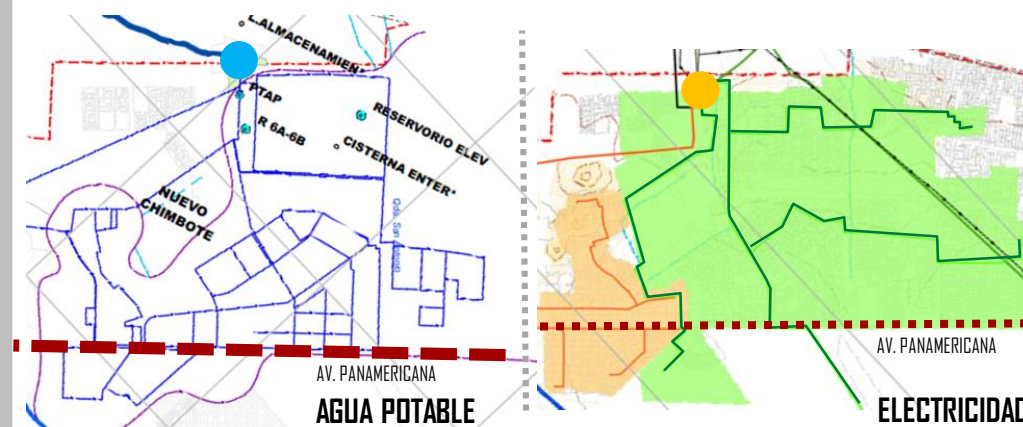 L.ALMACENAMIEN*
PTAP
R 6A-6B
RESERVORIO ELEV
CISTERNA ENTER*
NUEVO
CHIMBOTE
AV. PANAMERICANA
AGUA POTABLE
AV. PANAMERICANA
ELECTRICIDAD